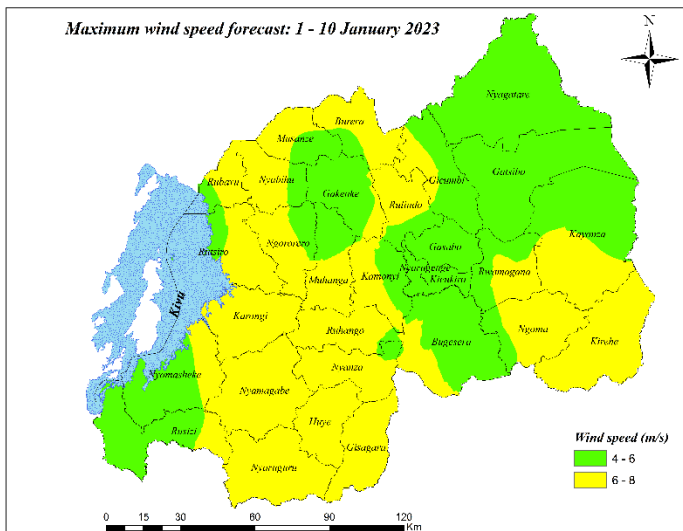 Maximum wind speed forecast: 1 - 10 January 2023
N
Nyagatare
Burera
Musanze
Rubavu
Nyabihu
Gakenke
Gicumbi
Gatsibo
Rulindo
Rutsiro
Ngororero
Gasabo
Kayonza
Kivu
Muhanga
Kamonyi
Nyarugenge
Kicukiro
Rwamagana
Karongi
Ruhango
Bugesera
Ngoma
Kirehe
Nyamasheke
Nyanza
Nyamagabe
Rusizi
Huye
Gisagara
Nyaruguru
Wind speed (m/s)
4 - 6
6 - 8
0 15 30 60 90 120
Km